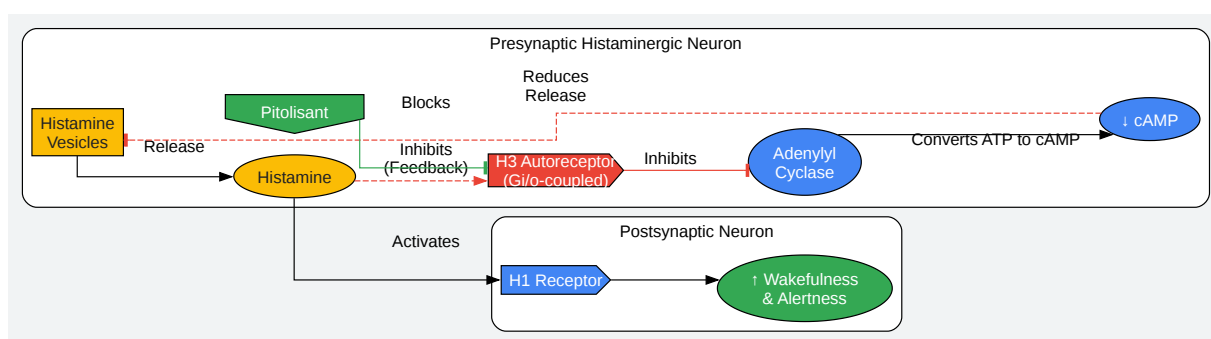 Presynaptic Histaminergic Neuron
Reduces
Release
Blocks
Pitolisant
Histamine
Vesicles
Release
Inhibits
(Feedback)
Histamine
H3 Autoreceptor
(Gi/o-coupled)
Inhibits
Adenylyl
Cyclase
Converts ATP to cAMP
↓ cAMP
Activates
Postsynaptic Neuron
H1 Receptor
↑ Wakefulness
& Alertness